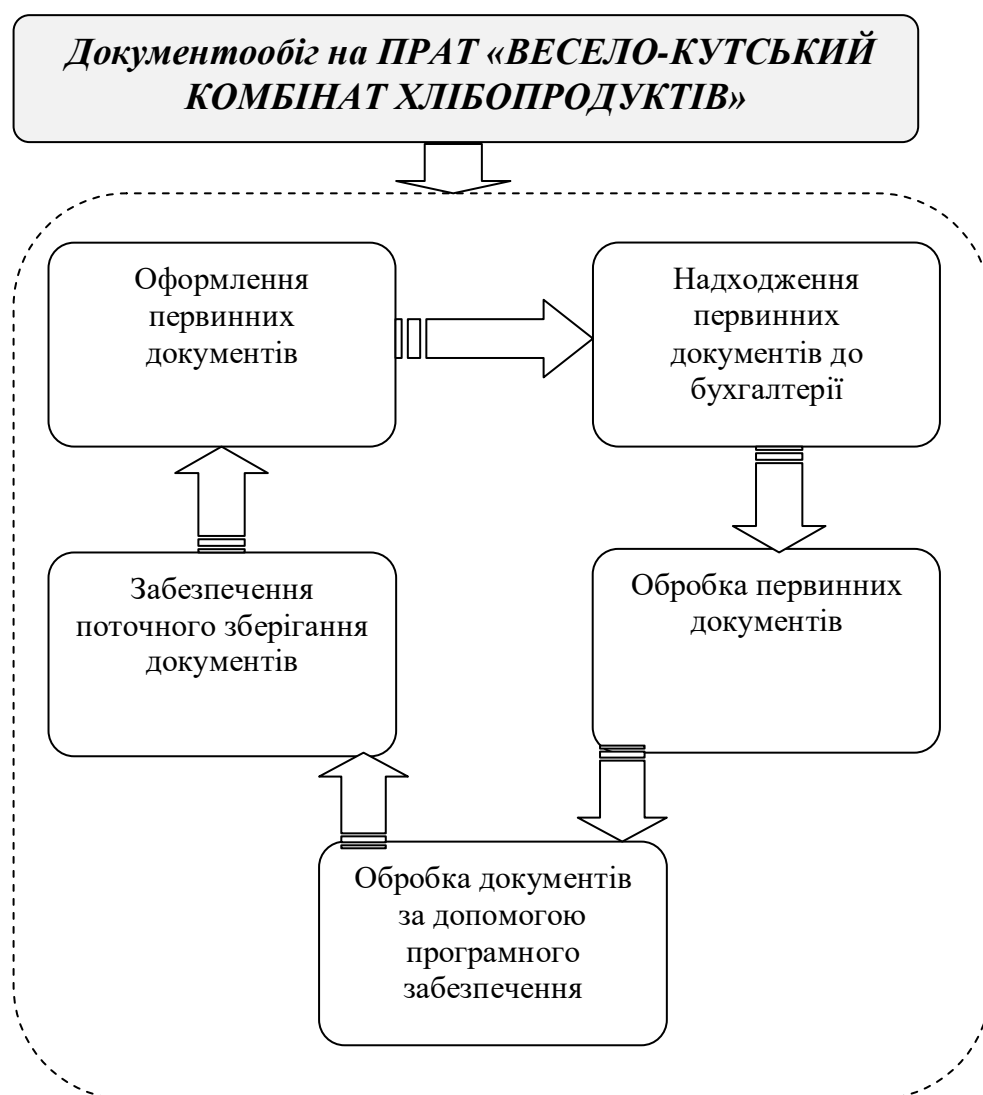 Документообіг на ПРАТ «ВЕСЕЛО-КУТСЬКИЙ
КОМБІНАТ ХЛІБОПРОДУКТІВ»
Оформлення
первинних
документів
Надходження
первинних
документів до
бухгалтерії
Забезпечення
поточного зберігання
документів
Обробка первинних
документів
Обробка документів
за допомогою
програмного
забезпечення